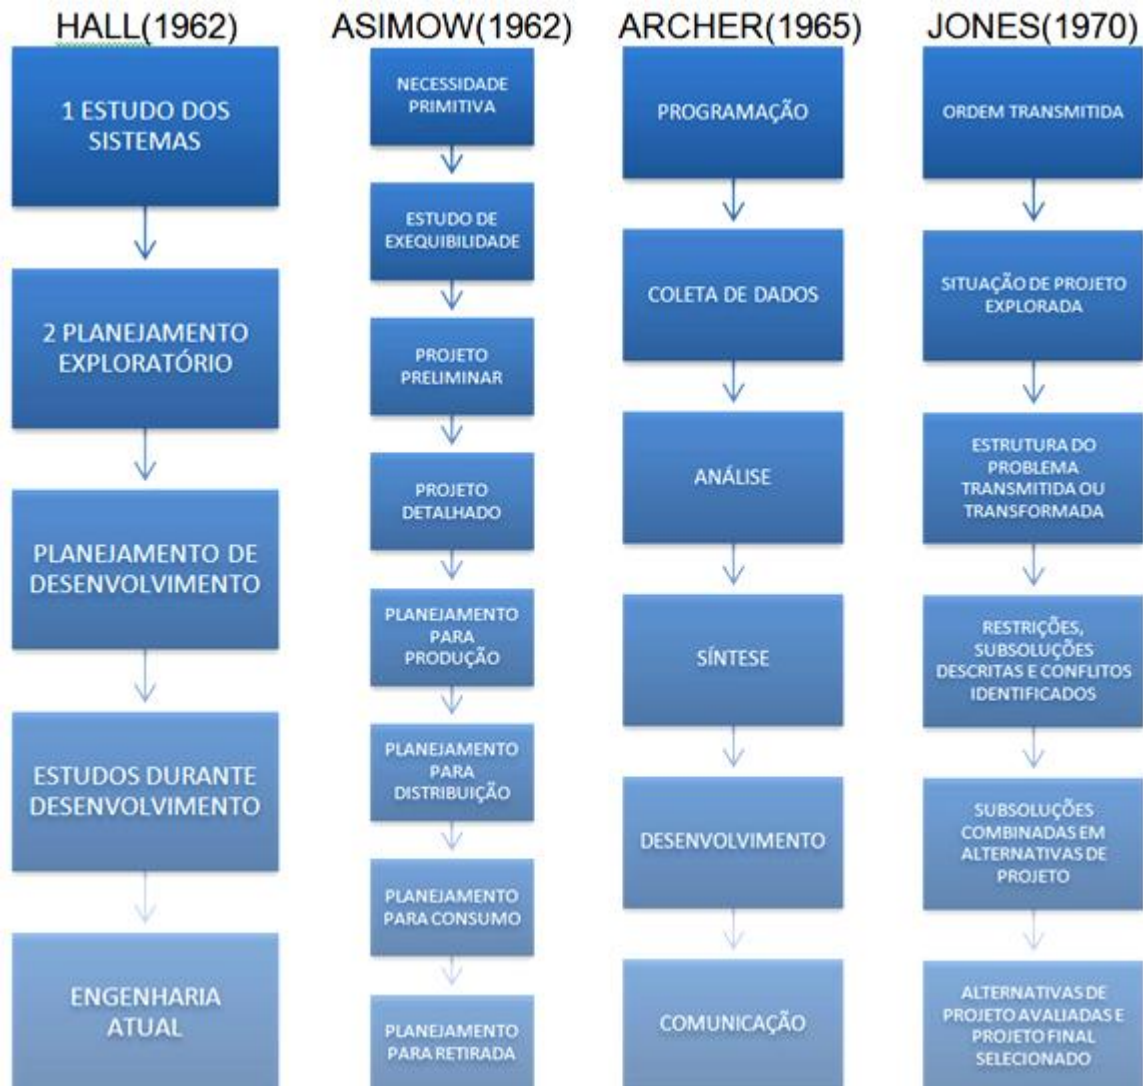 HALL(1962)
1 ESTUDO DOS
SISTEMAS
2 PLANEJAMENTO
EXPLORATÓRIO
PLANEJAMENTO DE
DESENVOLVIMENTO
ESTUDOS DURANTE
DESENVOLVIMENTO
ENGENHARIA
ATUAL
ASIMOW(1962)
NECESSIDADE
PRIMITIVA
ESTUDO DE
EXEQUIBILIDADE
PROJETO
PRELIMINAR
PROJETO
DETALHADO
PLANEJAMENTO
PARA
PRODUÇÃO
PLANEJAMENTO
PARA
DISTRIBUIÇÃO
PLANEJAMENTO
PARA CONSUMO
PLANEJAMENTO
PARA RETIRADA
ARCHER(1965)
PROGRAMAÇÃO
COLETA DE DADOS
ANÁLISE
SÍNTESE
DESENVOLVIMENTO
COMUNICAÇÃO
JONES(1970)
ORDEM TRANSMITIDA
SITUAÇÃO DE PROJETO
EXPLORADA
ESTRUTURA DO
PROBLEMA
TRANSMITIDA OU
TRANSFORMADA
RESTRIÇÕES,
SUBSOLUÇÕES
DESCRITAS E CONFLITOS
IDENTIFICADOS
SUBSOLUÇÕES
COMBINADAS EM
ALTERNATIVAS DE
PROJETO
ALTERNATIVAS DE
PROJETO AVALIADAS E
PROJETO FINAL
SELECIONADO